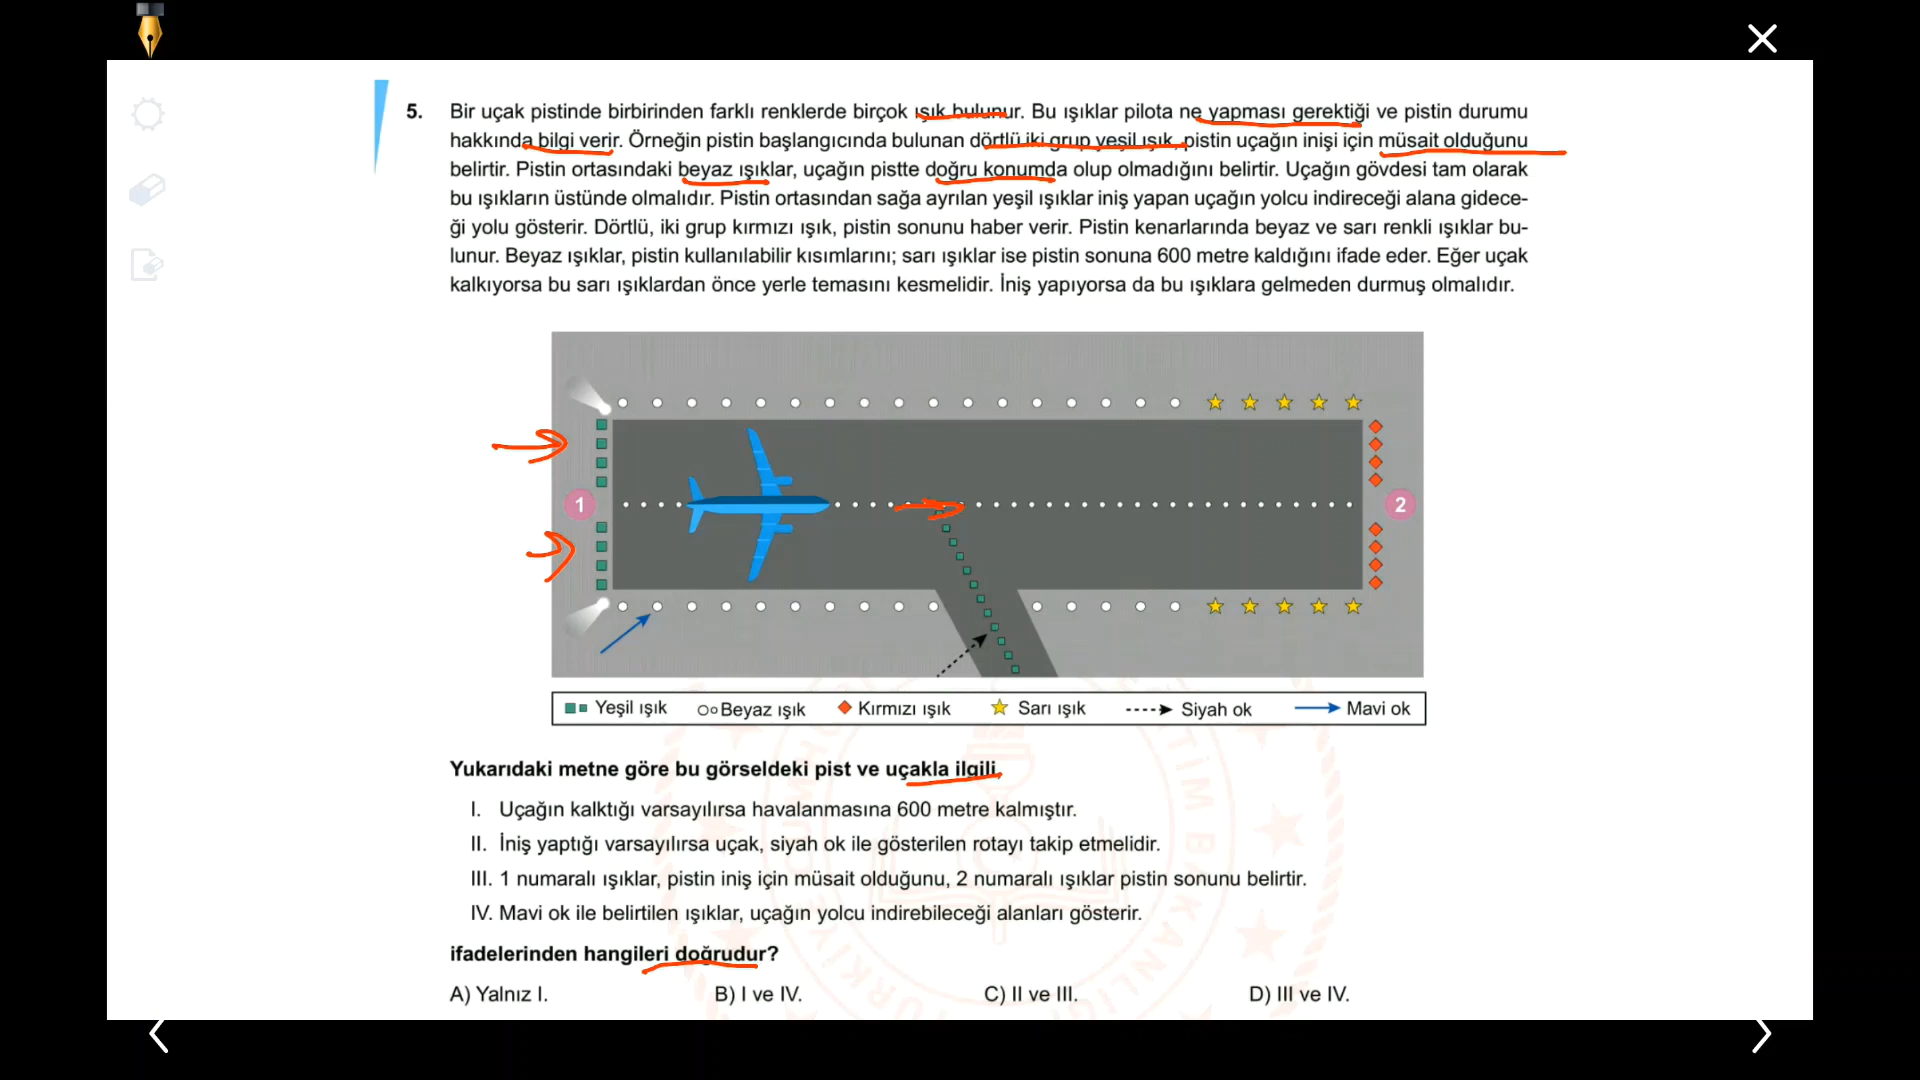 5. Bir uçak pistinde birbirinden farklı renklerde birçok ışık bulunur. Bu ışıklar pilota ne yapması gerektiği ve pistin durumu
hakkında bilgi verir. Örneğin pistin başlangıcında bulunan dörtlü iki grup yeşil ışık, pistin uçağın inişi için müsait olduğunu
belirtir. Pistin ortasındaki beyaz ışıklar, uçağın pistte doğru konumda olup olmadığını belirtir. Uçağın gövdesi tam olarak
bu ışıkların üstünde olmalıdır. Pistin ortasından sağa ayrılan yeşil ışıklar iniş yapan uçağın yolcu indireceği alana gidece-
ği yolu gösterir. Dörtlü, iki grup kırmızı ışık, pistin sonunu haber verir. Pistin kenarlarında beyaz ve sarı renkli ışıklar bu-
lunur. Beyaz ışıklar, pistin kullanılabilir kısımlarını; sarı ışıklar ise pistin sonuna 600 metre kaldığını ifade eder. Eğer uçak
kalkıyorsa bu sarı ışıklardan önce yerle temasını kesmelidir. İniş yapıyorsa da bu ışıklara gelmeden durmuş olmalıdır.
1 2
Yeşil ışık Beyaz ışık Kırmızı ışık Sarı ışık Siyah ok Mavi ok
Yukarıdaki metne göre bu görseldeki pist ve uçakla ilgili,
I. Uçağın kalktığı varsayılırsa havalanmasına 600 metre kalmıştır.
II. İniş yaptığı varsayılırsa uçak, siyah ok ile gösterilen rotayı takip etmelidir.
III. 1 numaralı ışıklar, pistin iniş için müsait olduğunu, 2 numaralı ışıklar pistin sonunu belirtir.
IV. Mavi ok ile belirtilen ışıklar, uçağın yolcu indirebileceği alanları gösterir.
ifadelerinden hangileri doğrudur?
A) Yalnız I. B) I ve IV. C) II ve III. D) III ve IV.